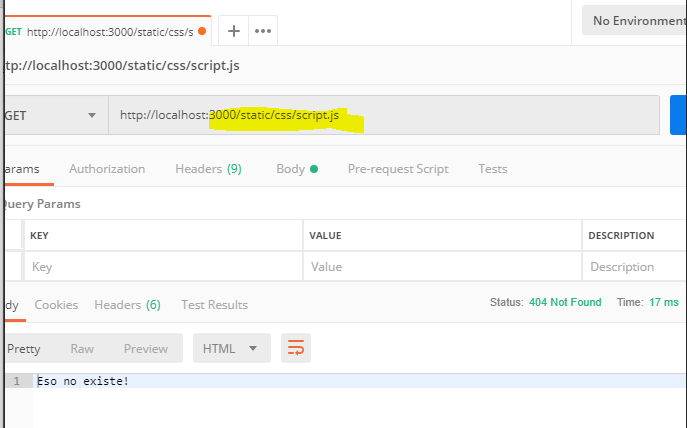 GET http://localhost:3000/static/css/s
No Environment
tp://localhost:3000/static/css/script.js
GET http://localhost:3000/static/css/script.js
arams Authorization Headers (9) Body Pre-request Script Tests
Query Params
KEY VALUE DESCRIPTION
Key Value Description
dy Cookies Headers (6) Test Results Status: 404 Not Found Time: 17 ms
Pretty Raw Preview HTML
1 Eso no existe!